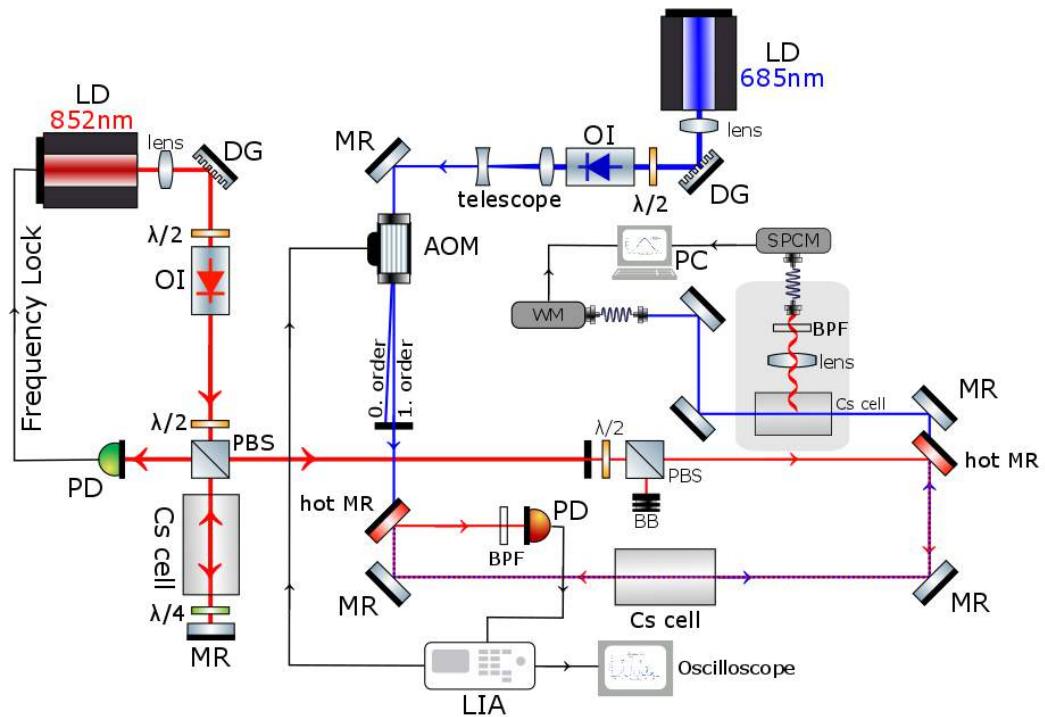 LD
685nm
lens
DG
λ/2
OI
telescope
MR
LD
852nm
lens
DG
λ/2
OI
Frequency Lock
AOM
PC
SPCM
WM
BPF
lens
Cs cell
MR
0. order
1. order
λ/2
PBS
PD
λ/2
PBS
BB
hot MR
hot MR
PD
BPF
Cs cell
λ/4
MR
MR
Cs cell
MR
LIA
Oscilloscope